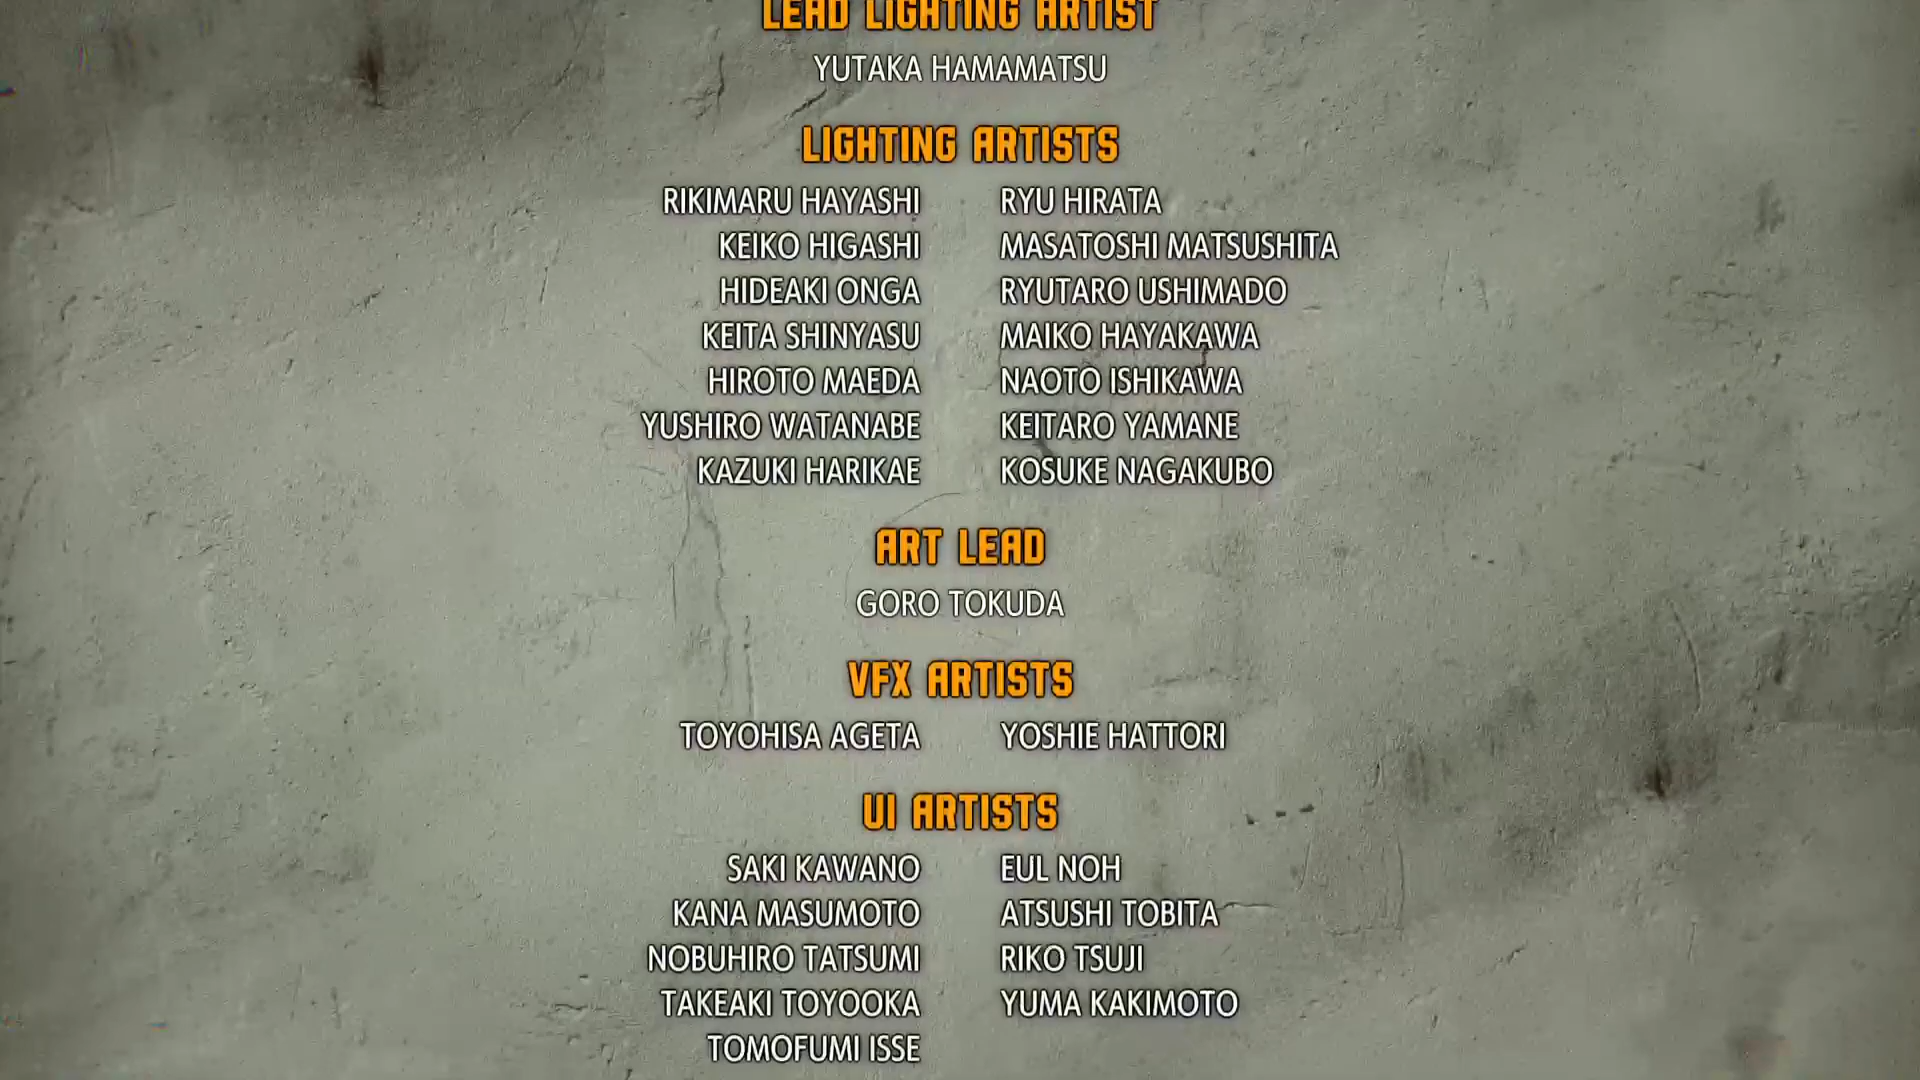 LEAD LIGHTING ARTIST
YUTAKA HAMAMATSU
LIGHTING ARTISTS
RIKIMARU HAYASHI RYU HIRATA
KEIKO HIGASHI MASATOSHI MATSUSHITA
HIDEAKI ONGA RYUTARO USHIMADO
KEITA SHINYASU MAIKO HAYAKAWA
HIROTO MAEDA NAOTO ISHIKAWA
YUSHIRO WATANABE KEITARO YAMANE
KAZUKI HARIKAE KOSUKE NAGAKUBO
ART LEAD
GORO TOKUDA
VFX ARTISTS
TOYOHISA AGETA YOSHIE HATTORI
UI ARTISTS
SAKI KAWANO EUL NOH
KANA MASUMOTO ATSUSHI TOBITA
NOBUHIRO TATSUMI RIKO TSUJI
TAKEAKI TOYOOKA YUMA KAKIMOTO
TOMOFUMI ISSE